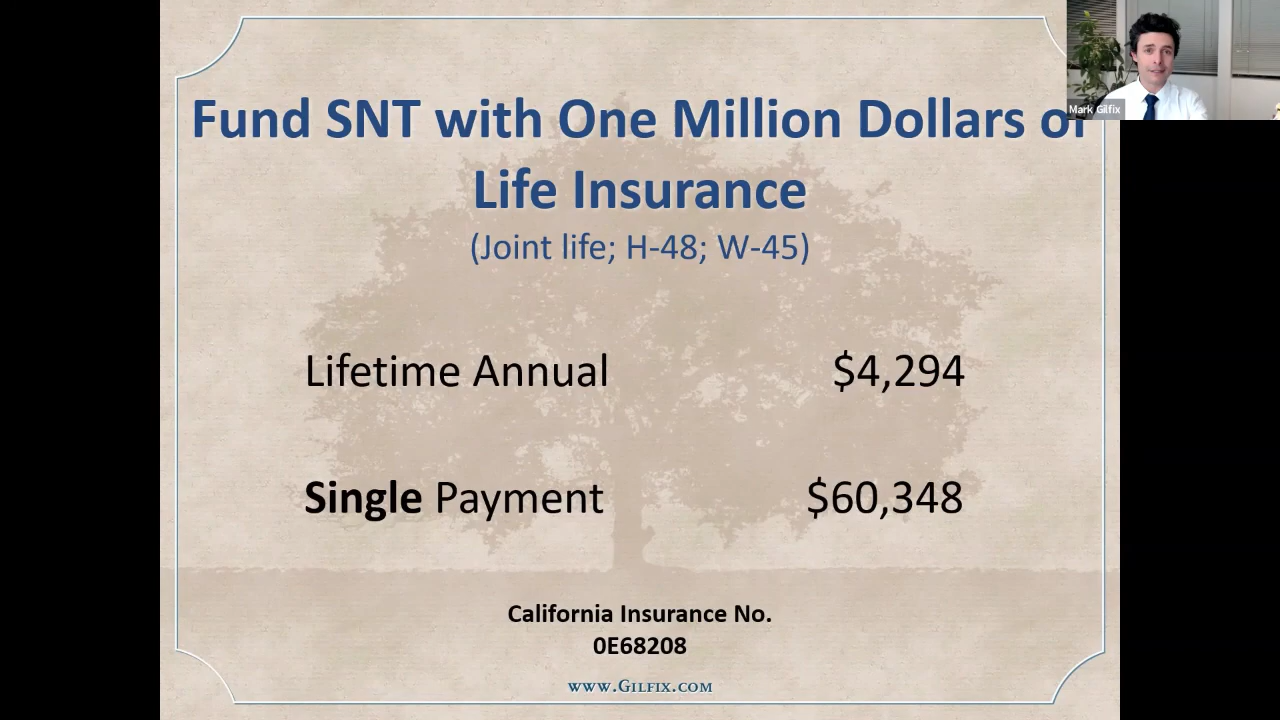 Fund SNT with One Million Dollars of
Life Insurance
(Joint life; H-48; W-45)
Lifetime Annual $4,294
Single Payment $60,348
California Insurance No.
0E68208
www.Gilfix.com
Mark Gilfix